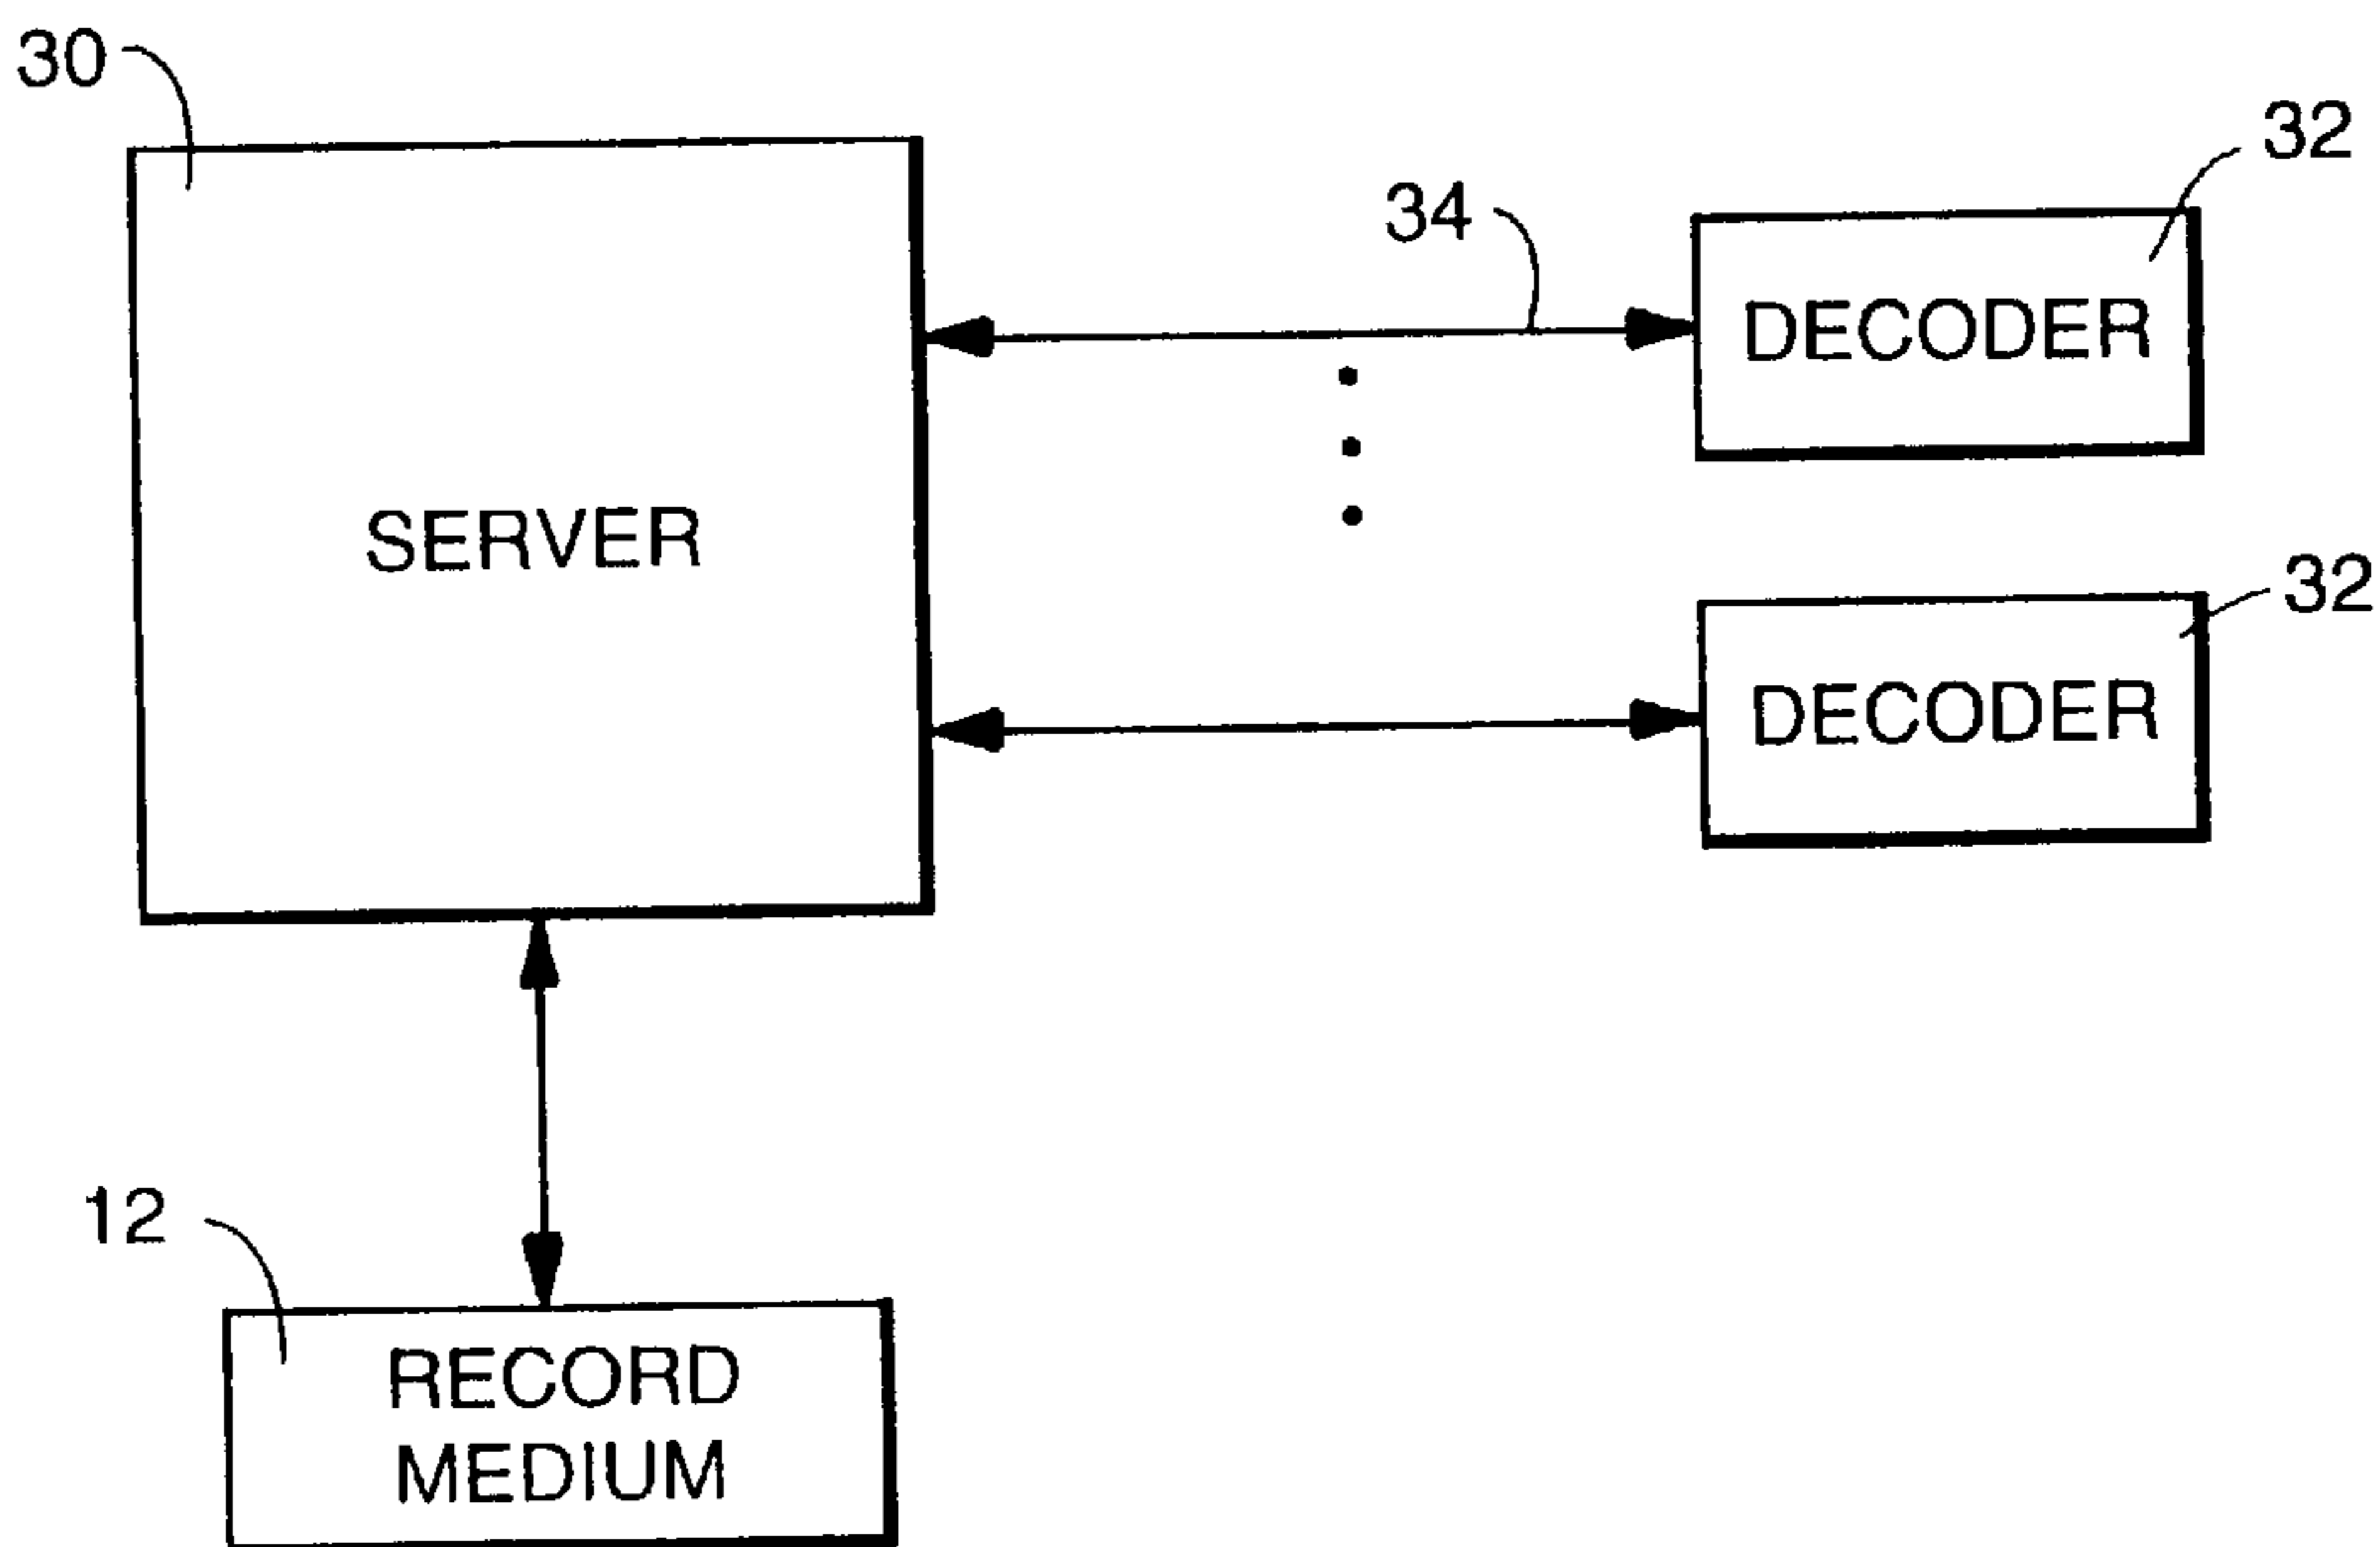 30
32
34
DECODER
SERVER
32
DECODER
12
RECORD
MEDIUM